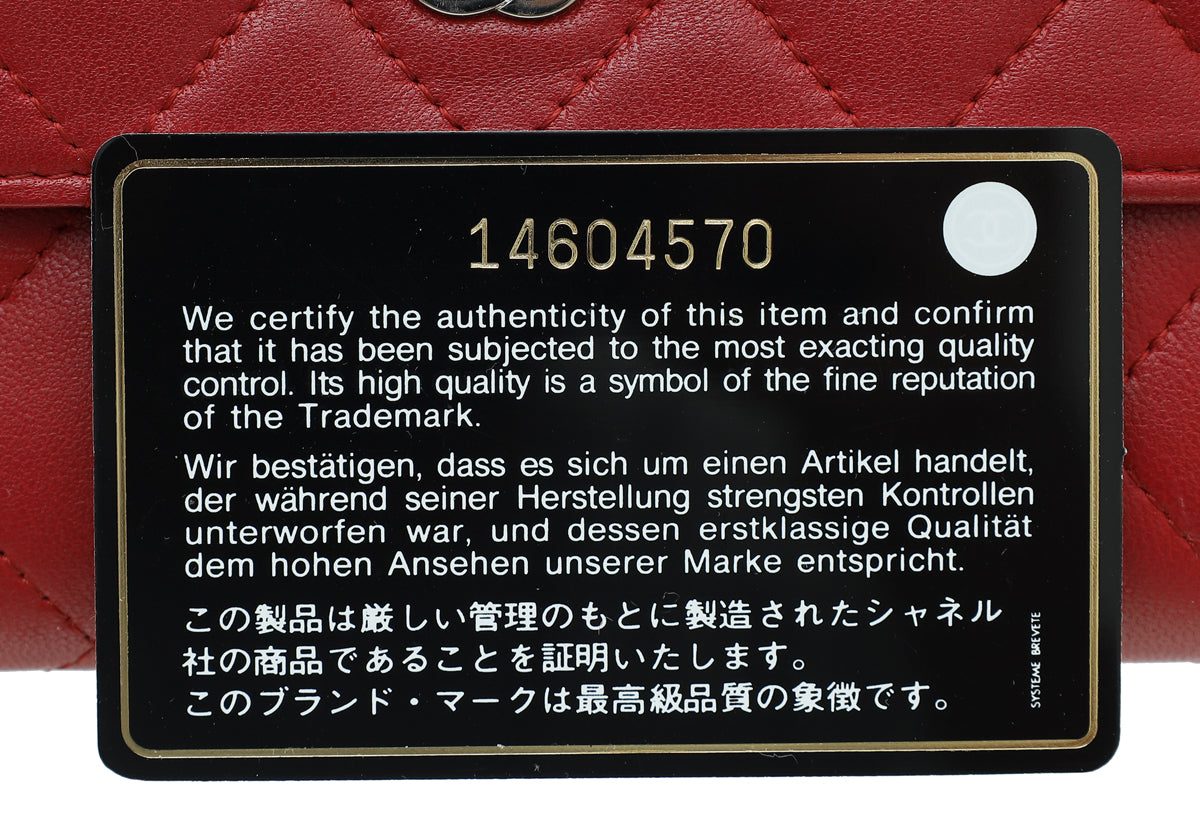 14604570
We certify the authenticity of this item and confirm
that it has been subjected to the most exacting quality
control. Its high quality is a symbol of the fine reputation
of the Trademark.
Wir bestätigen, dass es sich um einen Artikel handelt,
der während seiner Herstellung strengsten Kontrollen
unterworfen war, und dessen erstklassige Qualität
dem hohen Ansehen unserer Marke entspricht.
この製品は厳しい管理のもとに製造されたシャネル
社の商品であることを証明いたします。
このブランド・マークは最高級品質の象徴です。
SYSTEME BREVETE